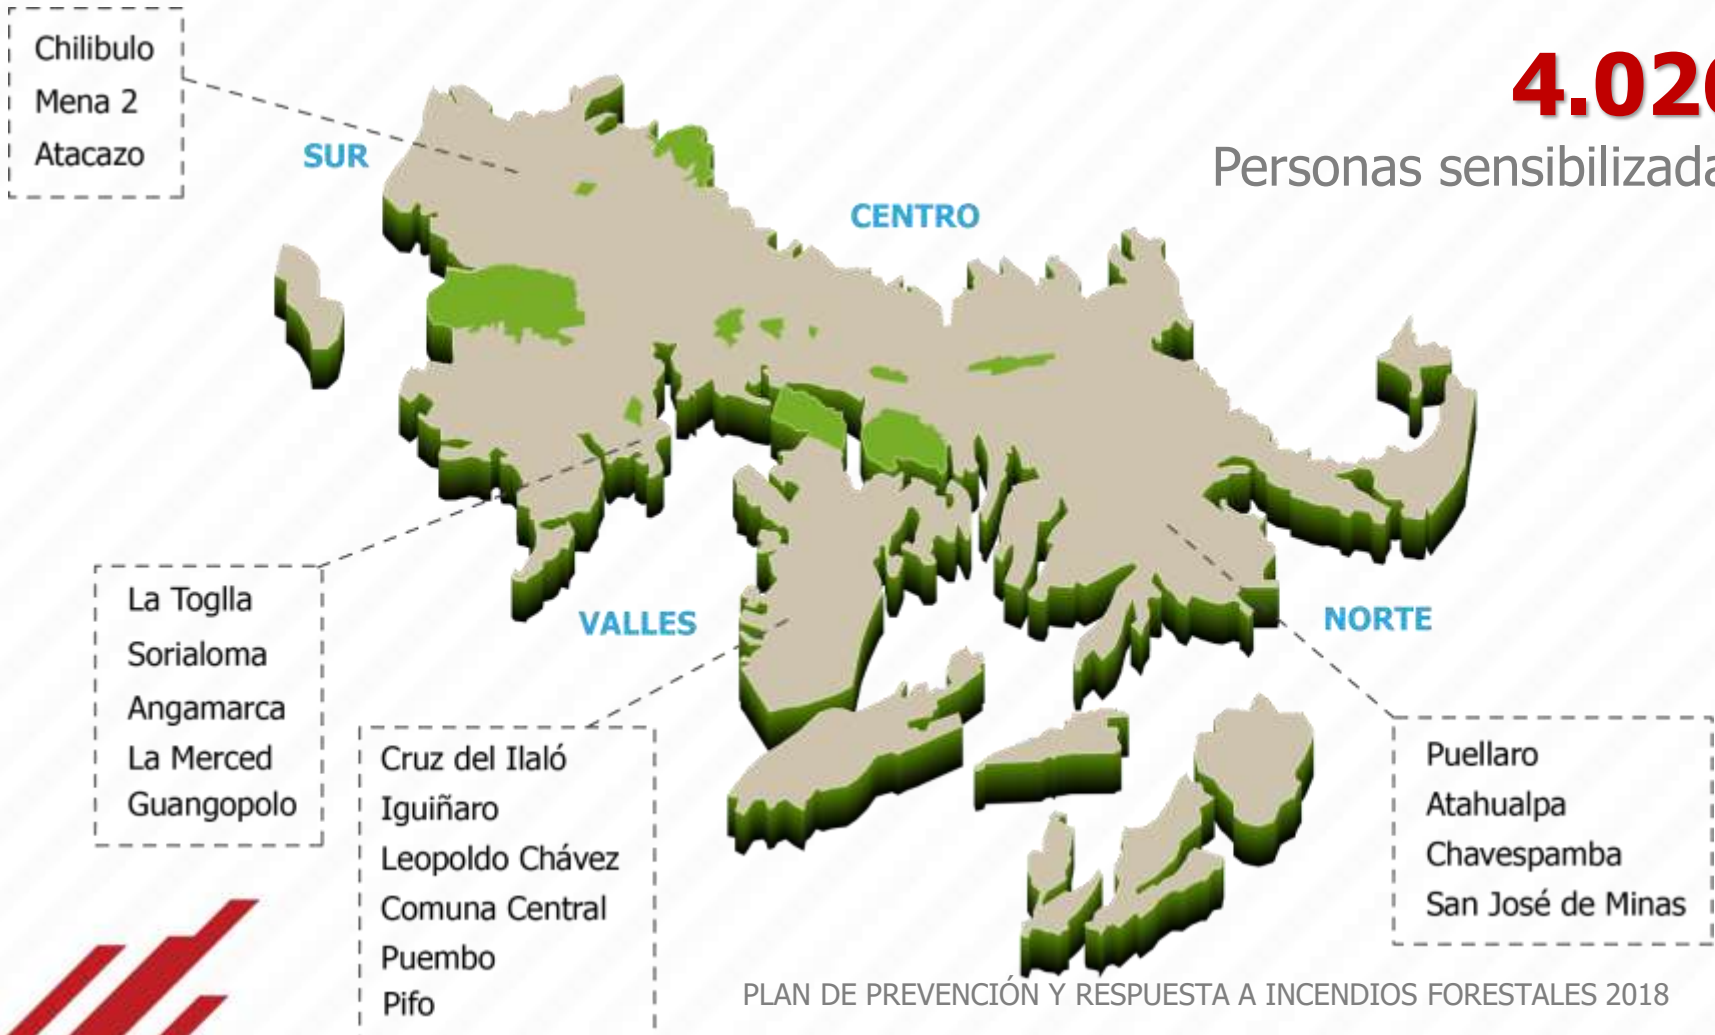 Chilibulo
Mena 2
Atacazo
SUR
4.020
Personas sensibilizada
CENTRO
La Toglla
Sorialoma
Angamarca
La Merced
Guangopolo
VALLES
Cruz del Ilaló
Iguiñaro
Leopoldo Chávez
Comuna Central
Puembo
Pifo
NORTE
Puellaro
Atahualpa
Chavespamba
San José de Minas
PLAN DE PREVENCIÓN Y RESPUESTA A INCENDIOS FORESTALES 2018